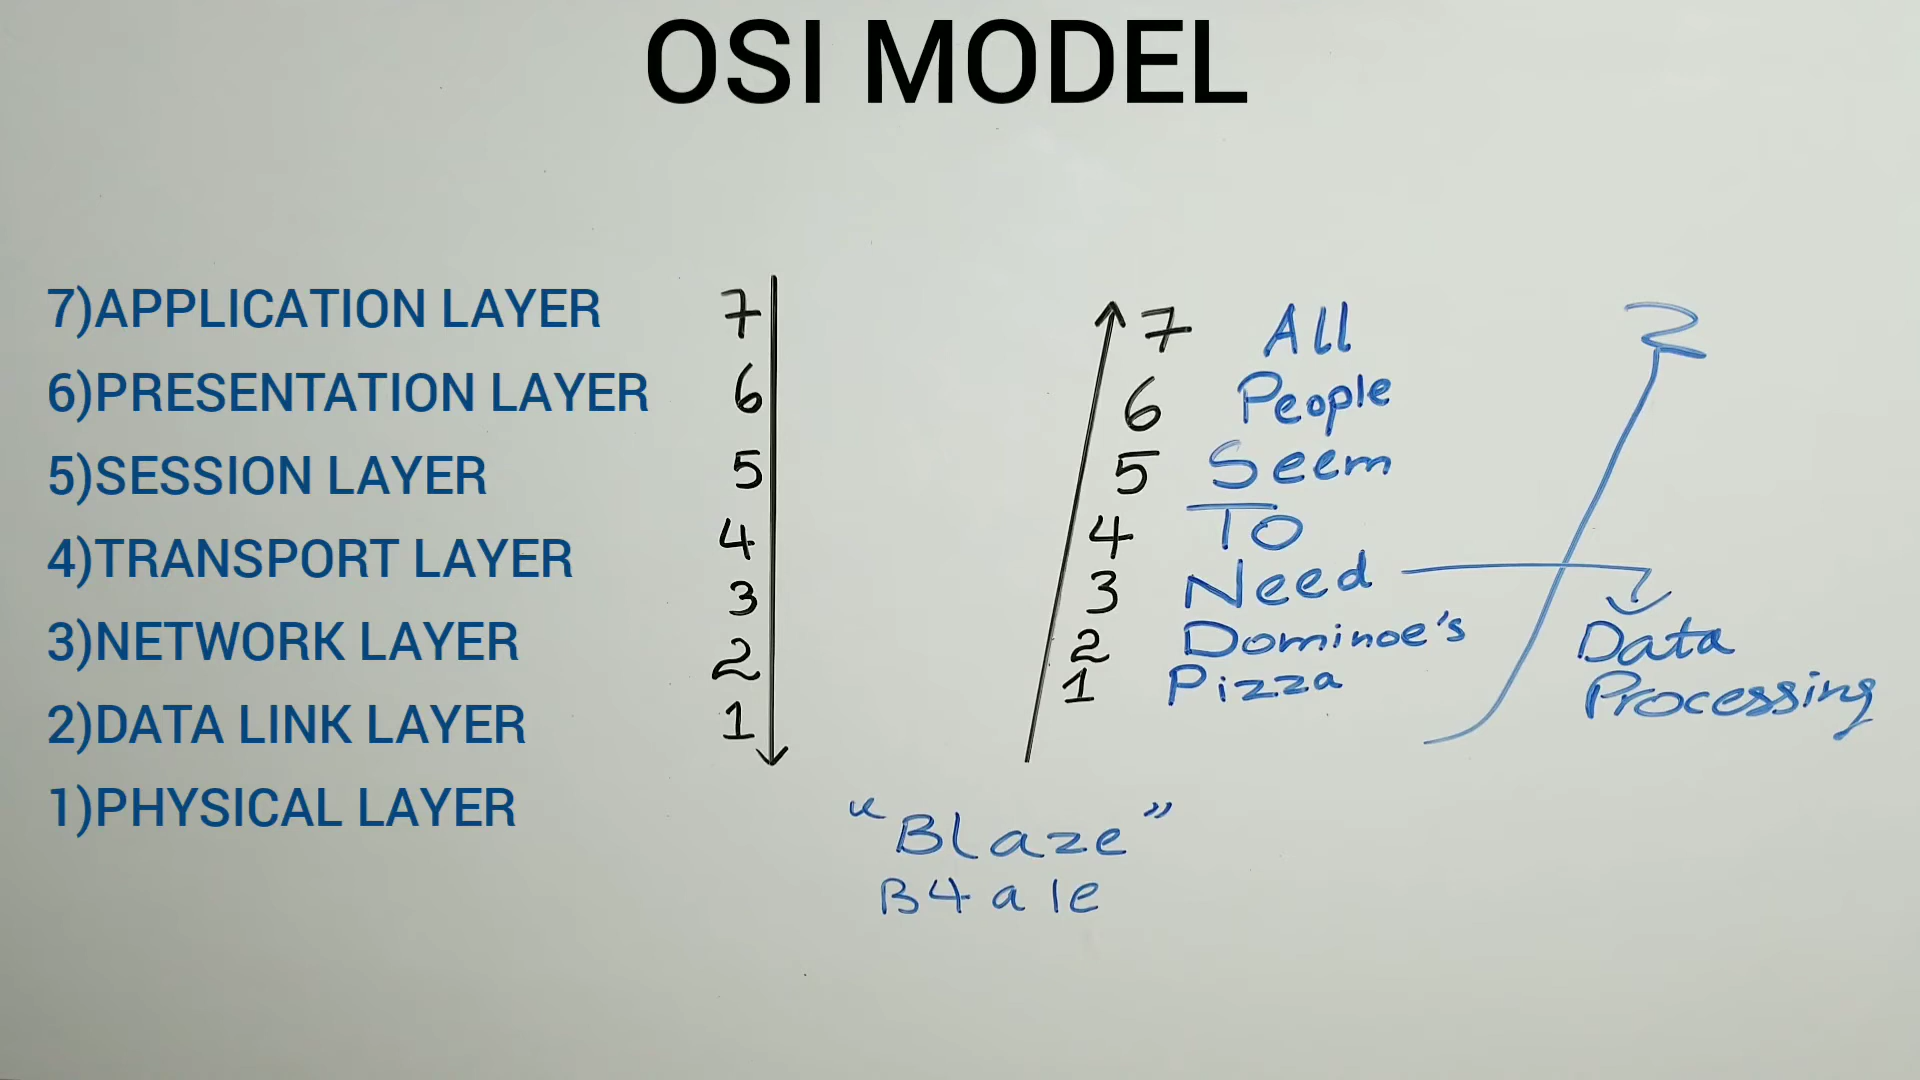 OSI MODEL
7)APPLICATION LAYER
6)PRESENTATION LAYER
5)SESSION LAYER
4)TRANSPORT LAYER
3)NETWORK LAYER
2)DATA LINK LAYER
1)PHYSICAL LAYER
7
6
5
4
3
2
1
7 All
6 People
5 Seem
4 To
3 Need
2 Dominoe's
1 Pizza
Data
Processing
"Blaze"
B4a1e